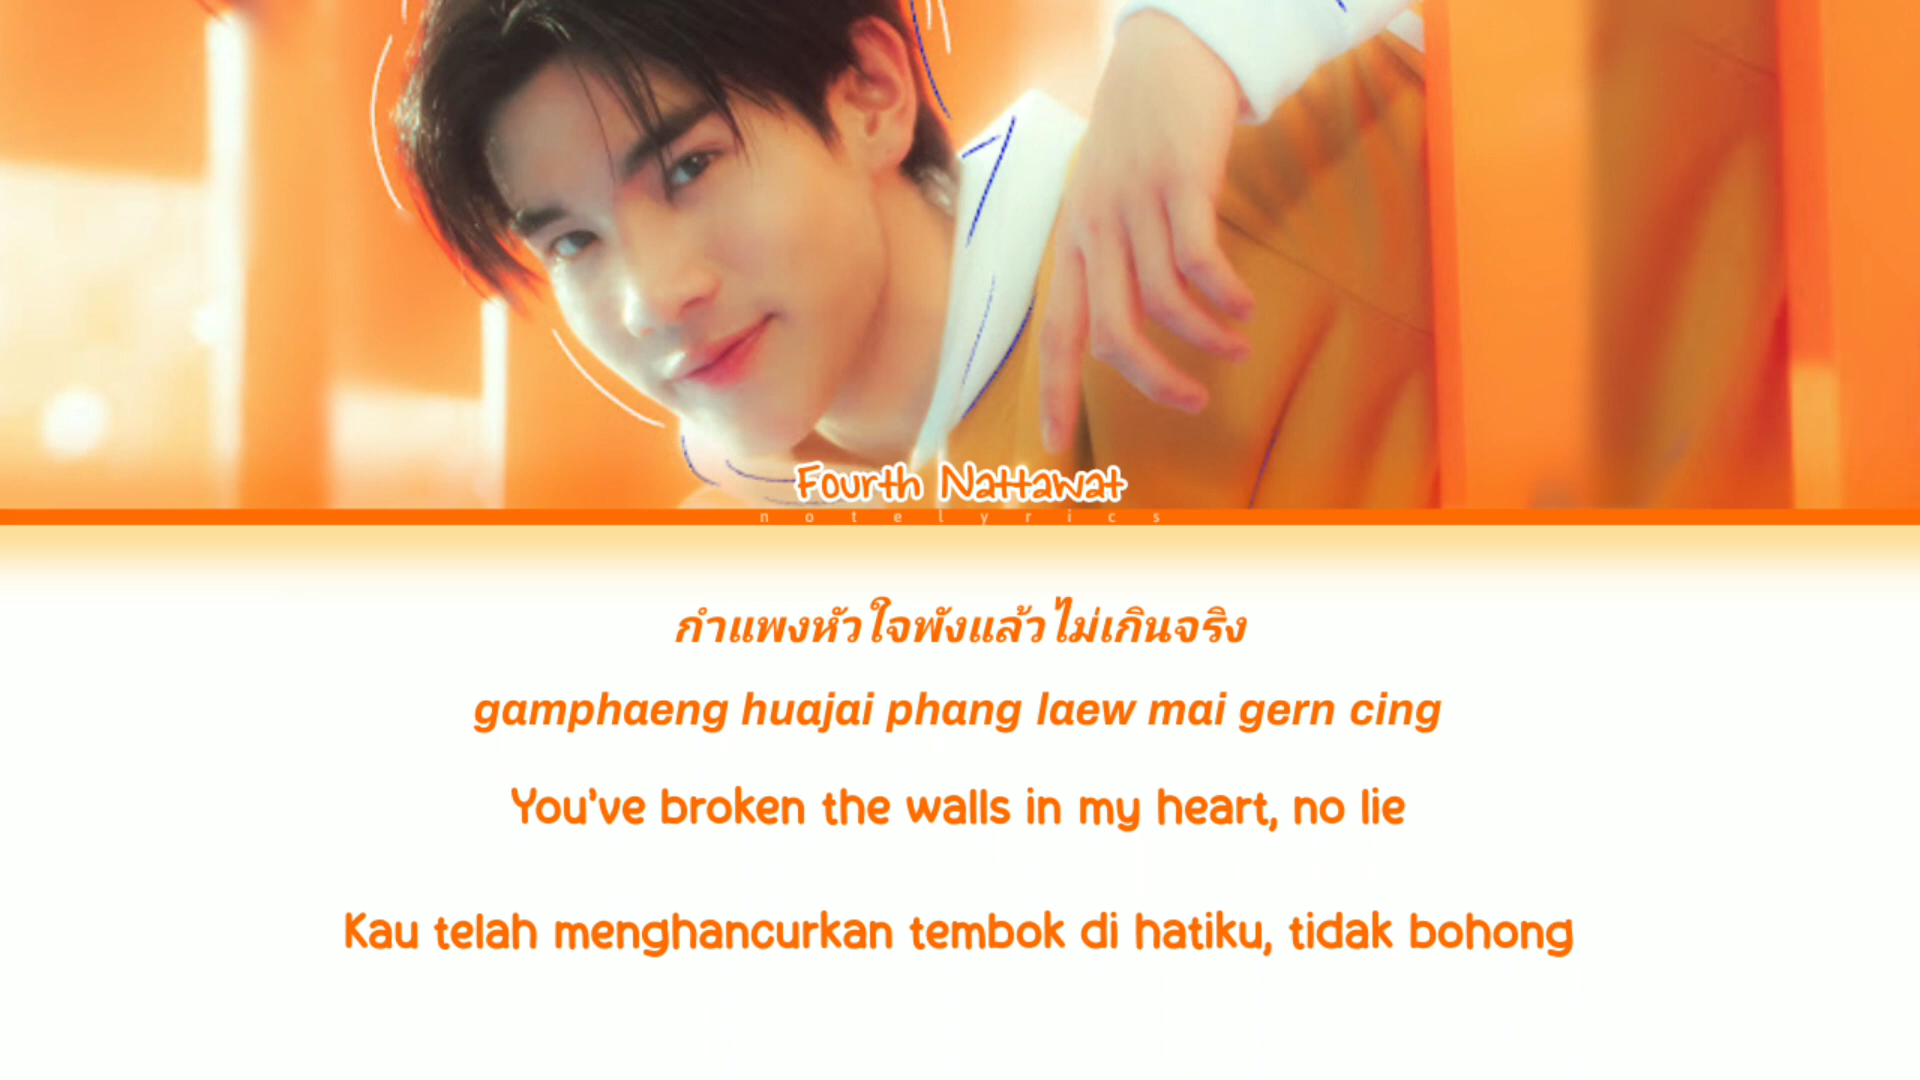 Fourth Nattawat
notelyrics
กำแพงหัวใจพังแล้วไม่เกินจริง
gamphaeng huajai phang laew mai gern cing
You've broken the walls in my heart, no lie
Kau telah menghancurkan tembok di hatiku, tidak bohong